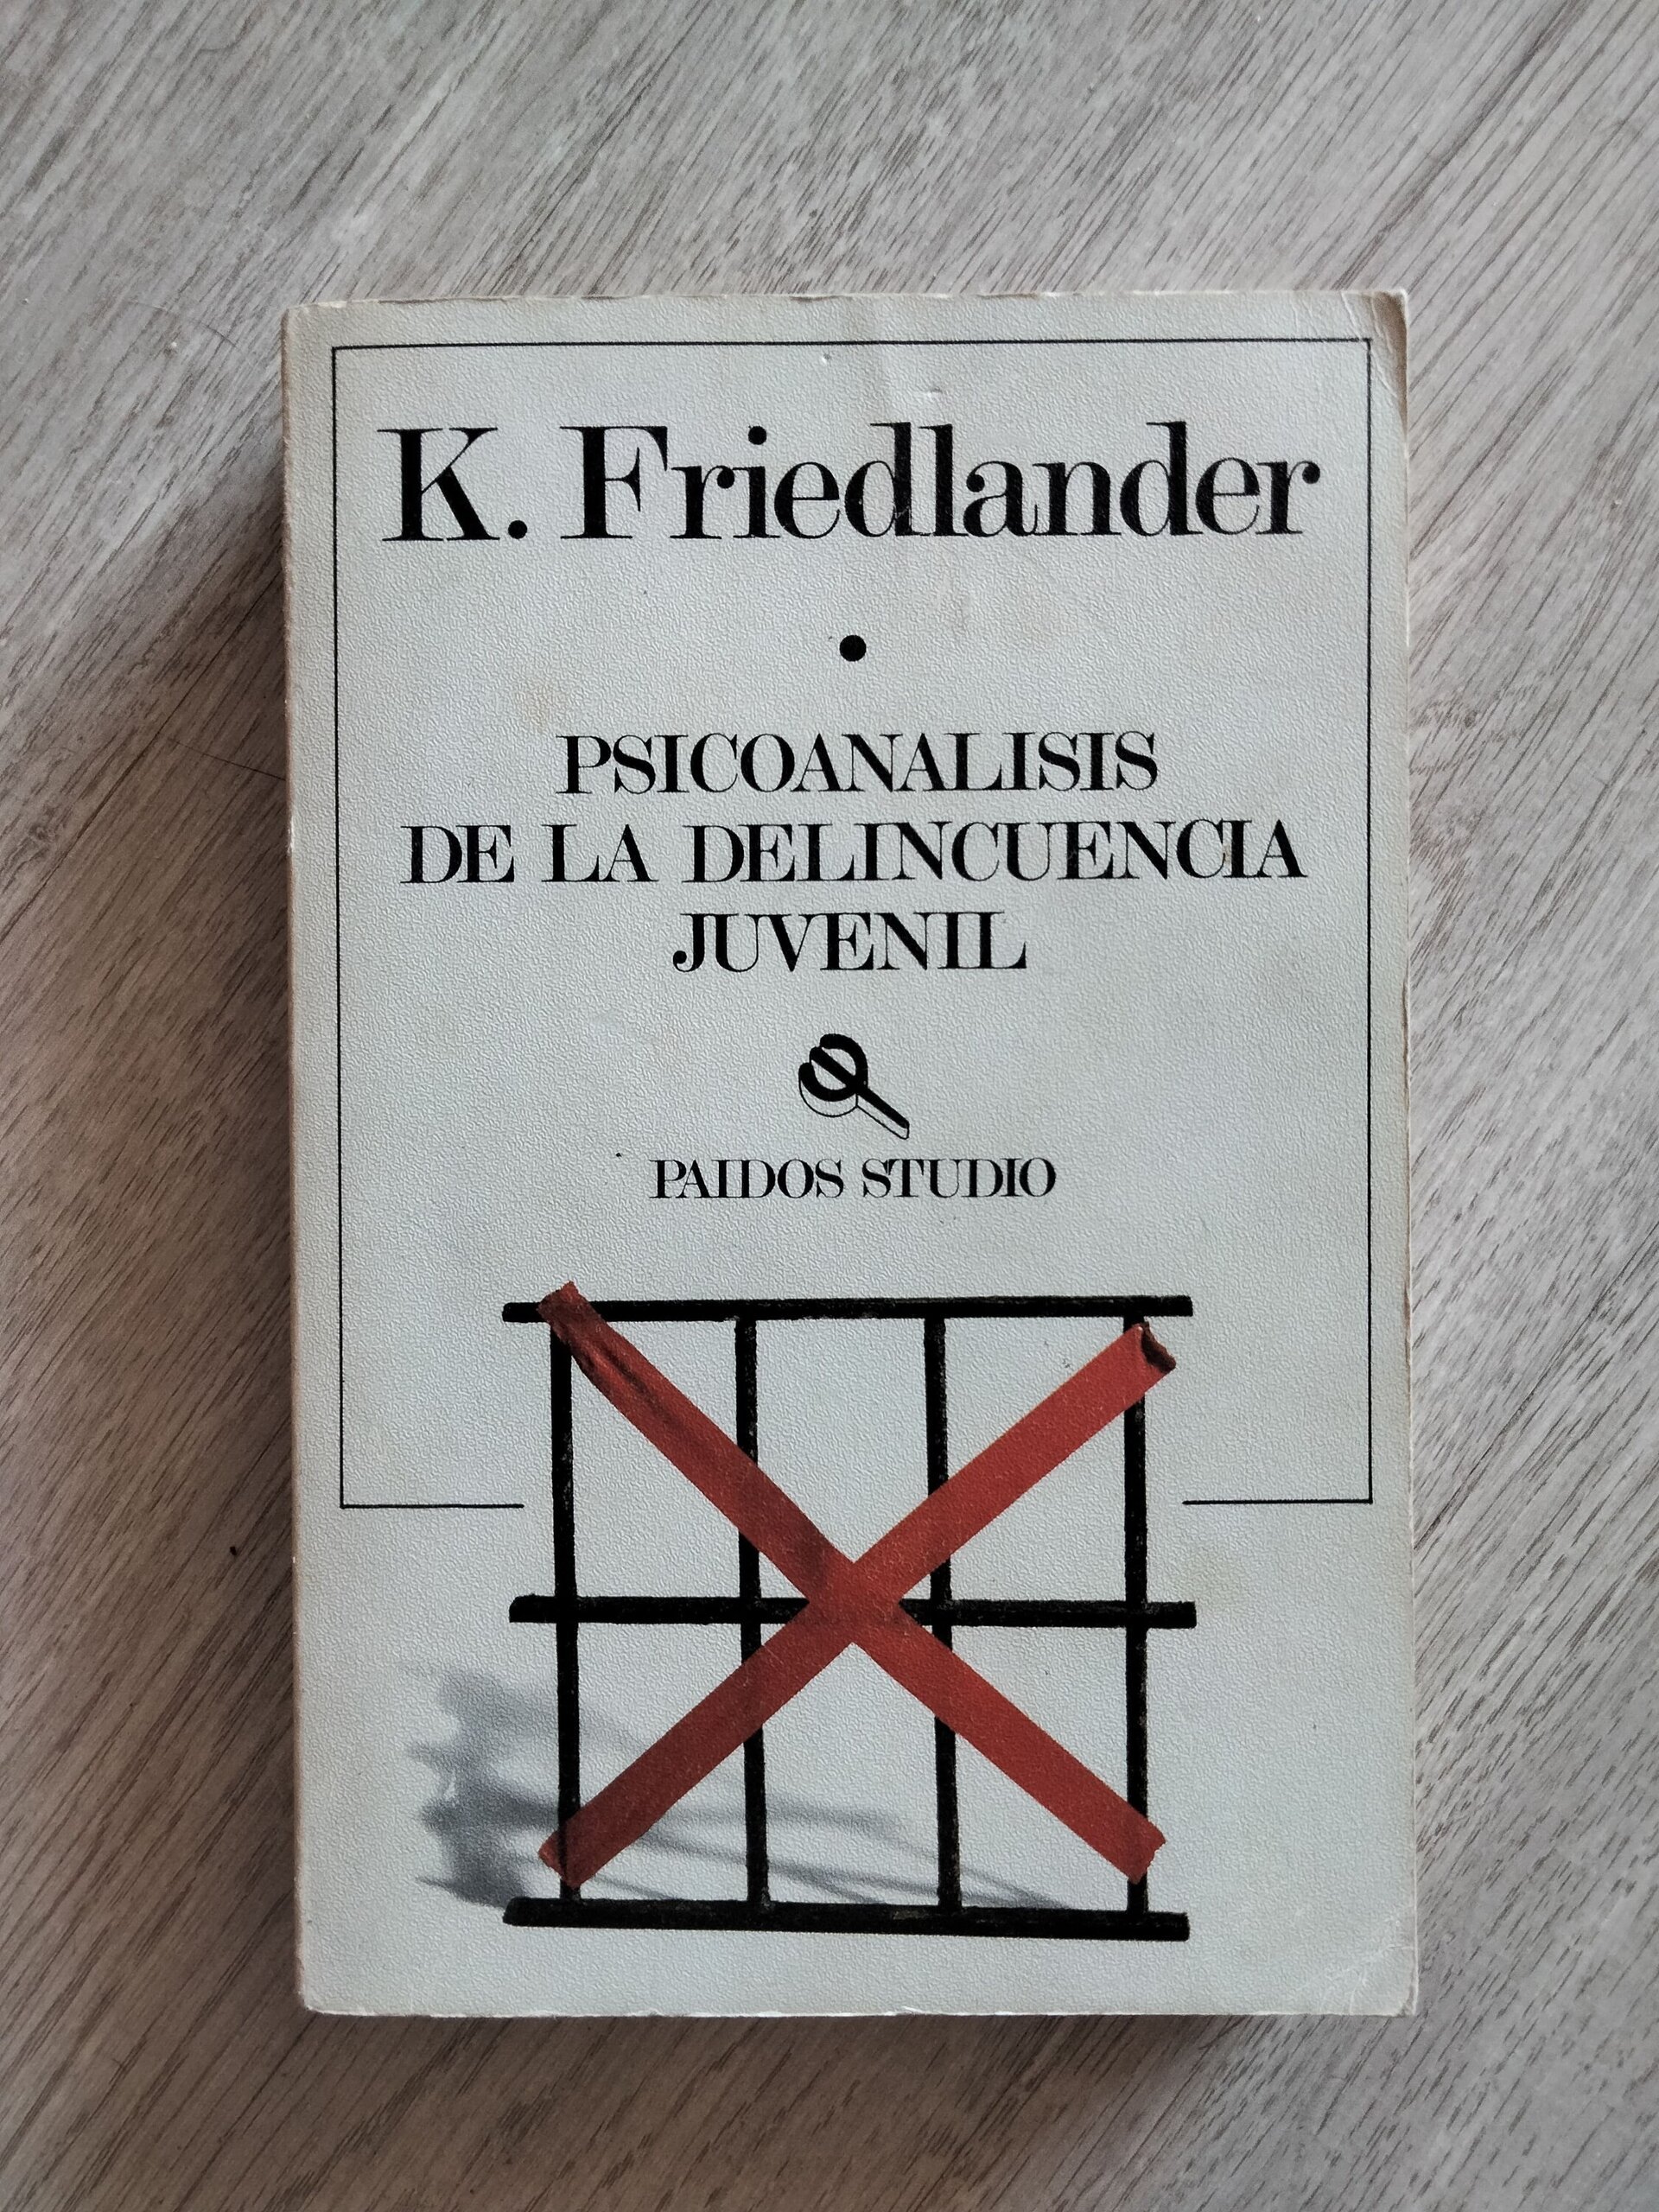 K. Friedlander
•
PSICOANALISIS
DE LA DELINCUENCIA
JUVENIL
PAIDOS STUDIO